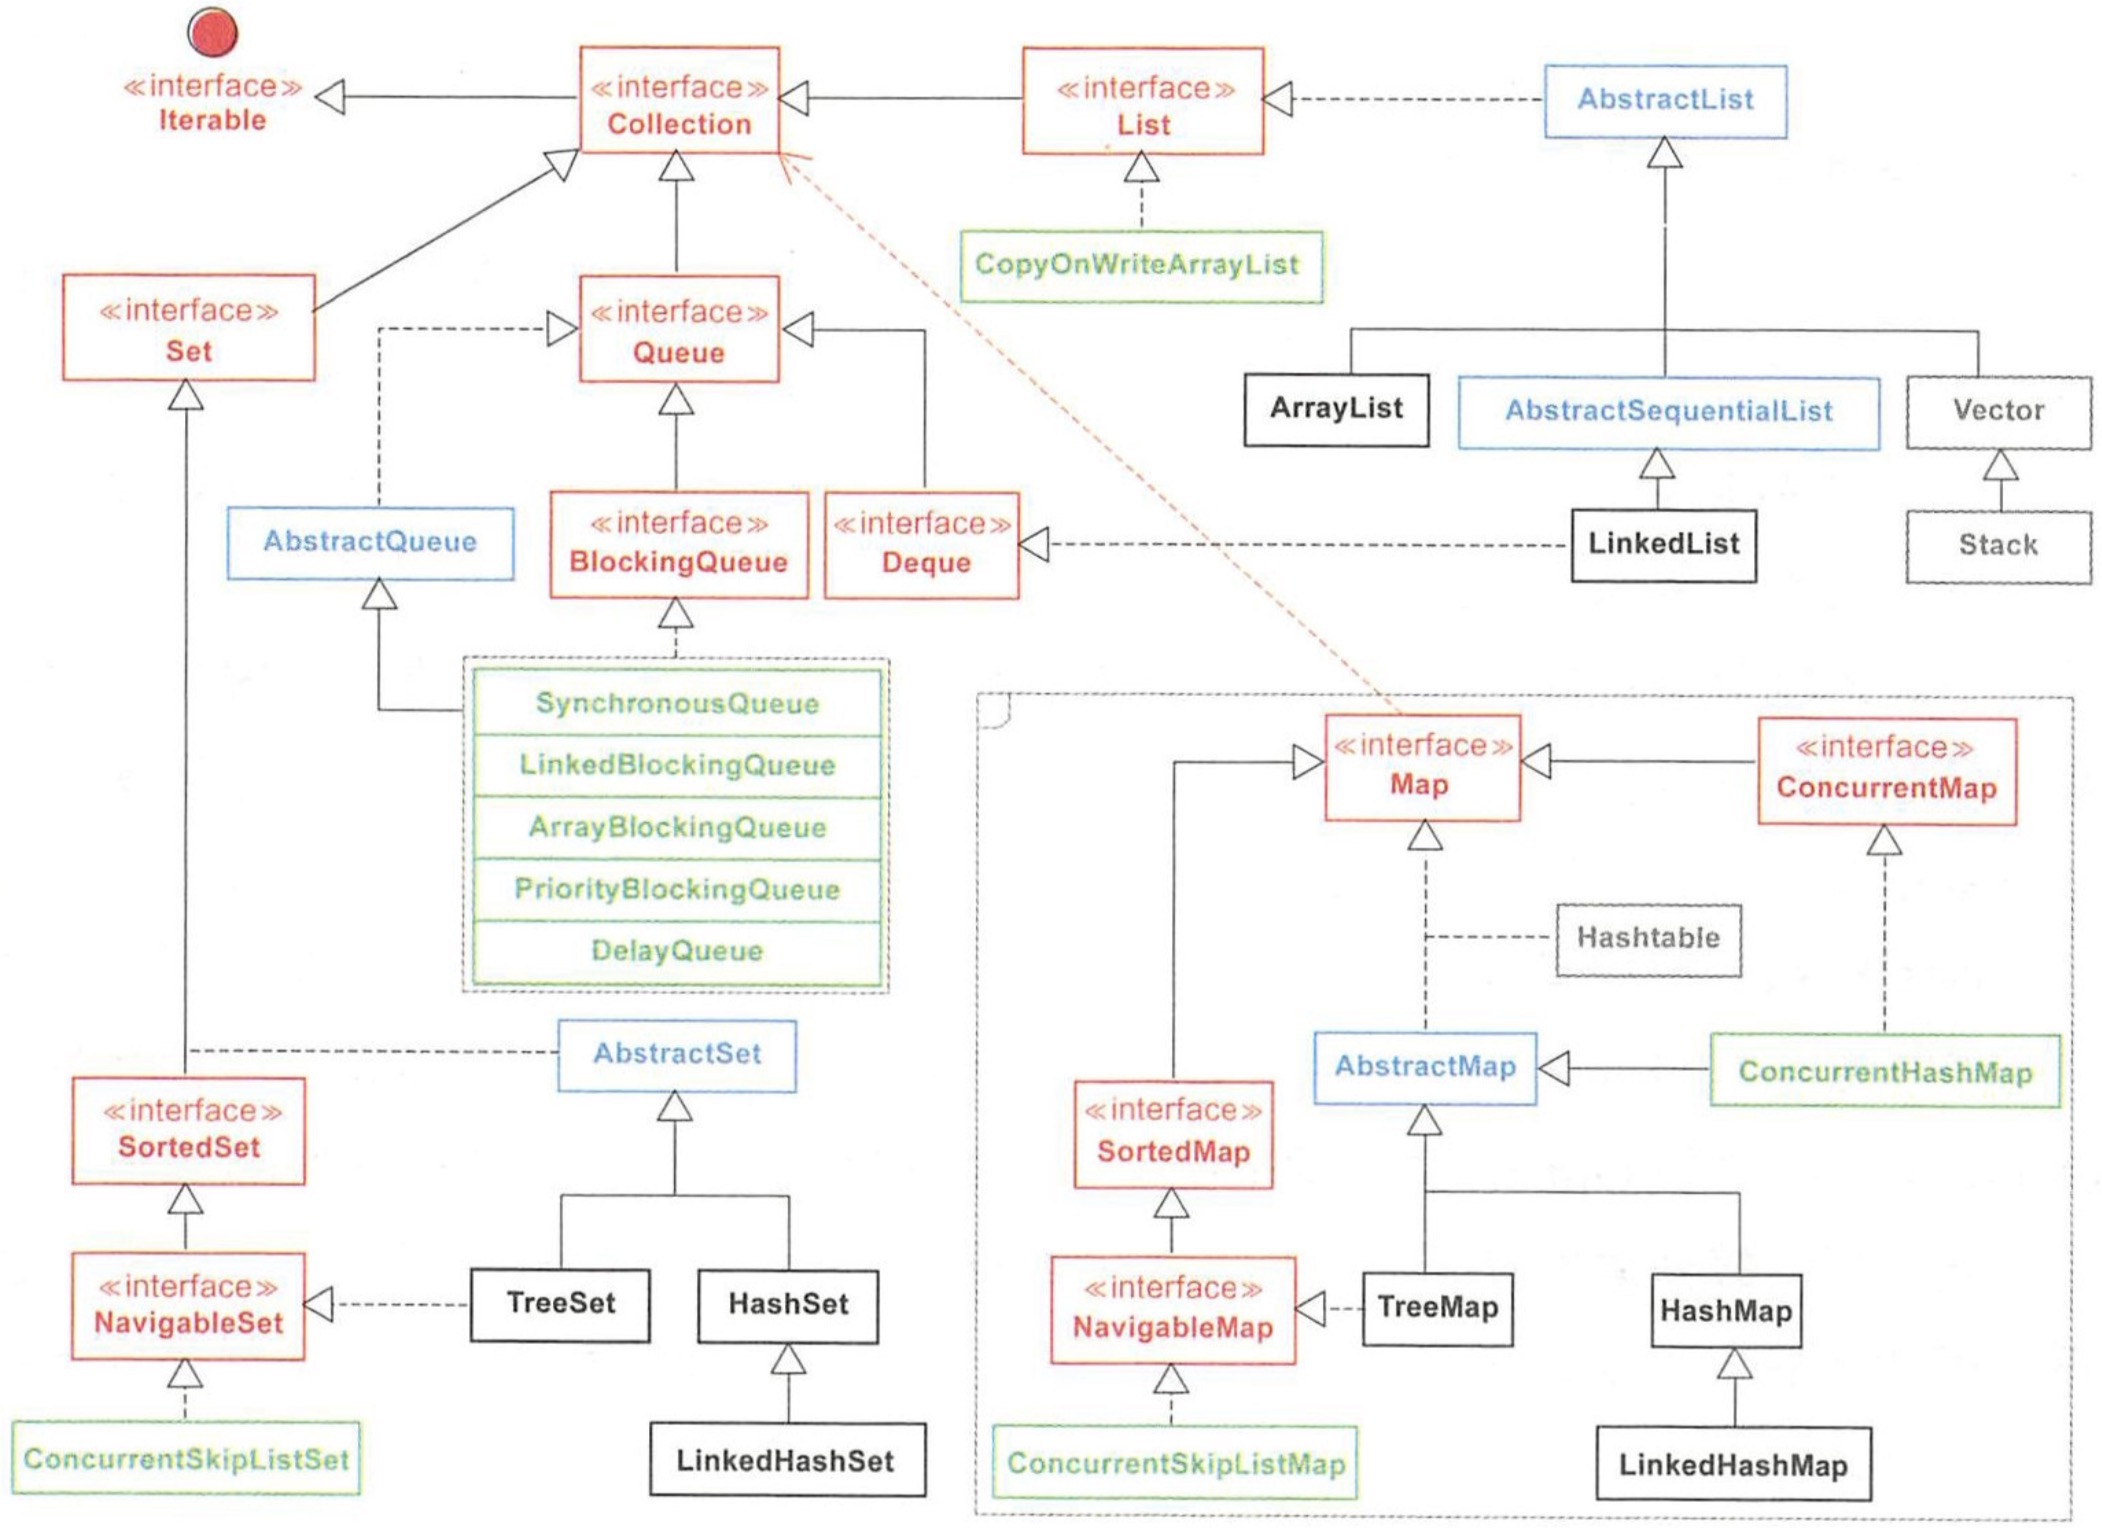 ≪interface≫
Iterable
≪interface≫
Collection
≪interface≫
List
AbstractList
CopyOnWriteArrayList
≪interface≫
Set
≪interface≫
Queue
ArrayList
AbstractSequentialList
Vector
AbstractQueue
≪interface≫
BlockingQueue
≪interface≫
Deque
LinkedList
Stack
SynchronousQueue
LinkedBlockingQueue
ArrayBlockingQueue
PriorityBlockingQueue
DelayQueue
≪interface≫
Map
≪interface≫
ConcurrentMap
Hashtable
AbstractSet
AbstractMap
ConcurrentHashMap
≪interface≫
SortedSet
≪interface≫
SortedMap
≪interface≫
NavigableSet
TreeSet
HashSet
≪interface≫
NavigableMap
TreeMap
HashMap
ConcurrentSkipListSet
LinkedHashSet
ConcurrentSkipListMap
LinkedHashMap